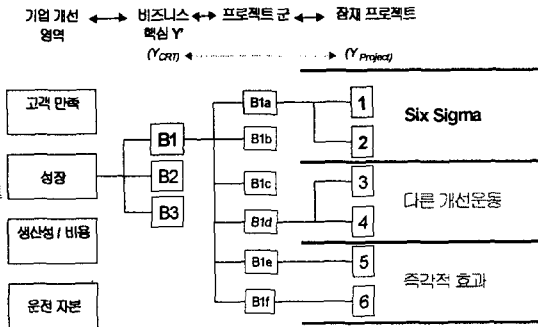 기업 개선 ↔ 비즈니스 ↔ 프로젝트 군 ↔ 잠재 프로젝트
영역 핵심 Y'
(Y CRT) (Y Project)
고객 만족
성장
생산성 / 비용
운전 자본
B1
B2
B3
B1a
B1b
B1c
B1d
B1e
B1f
1
2
3
4
5
6
Six Sigma
다른 개선운동
즉각적 효과